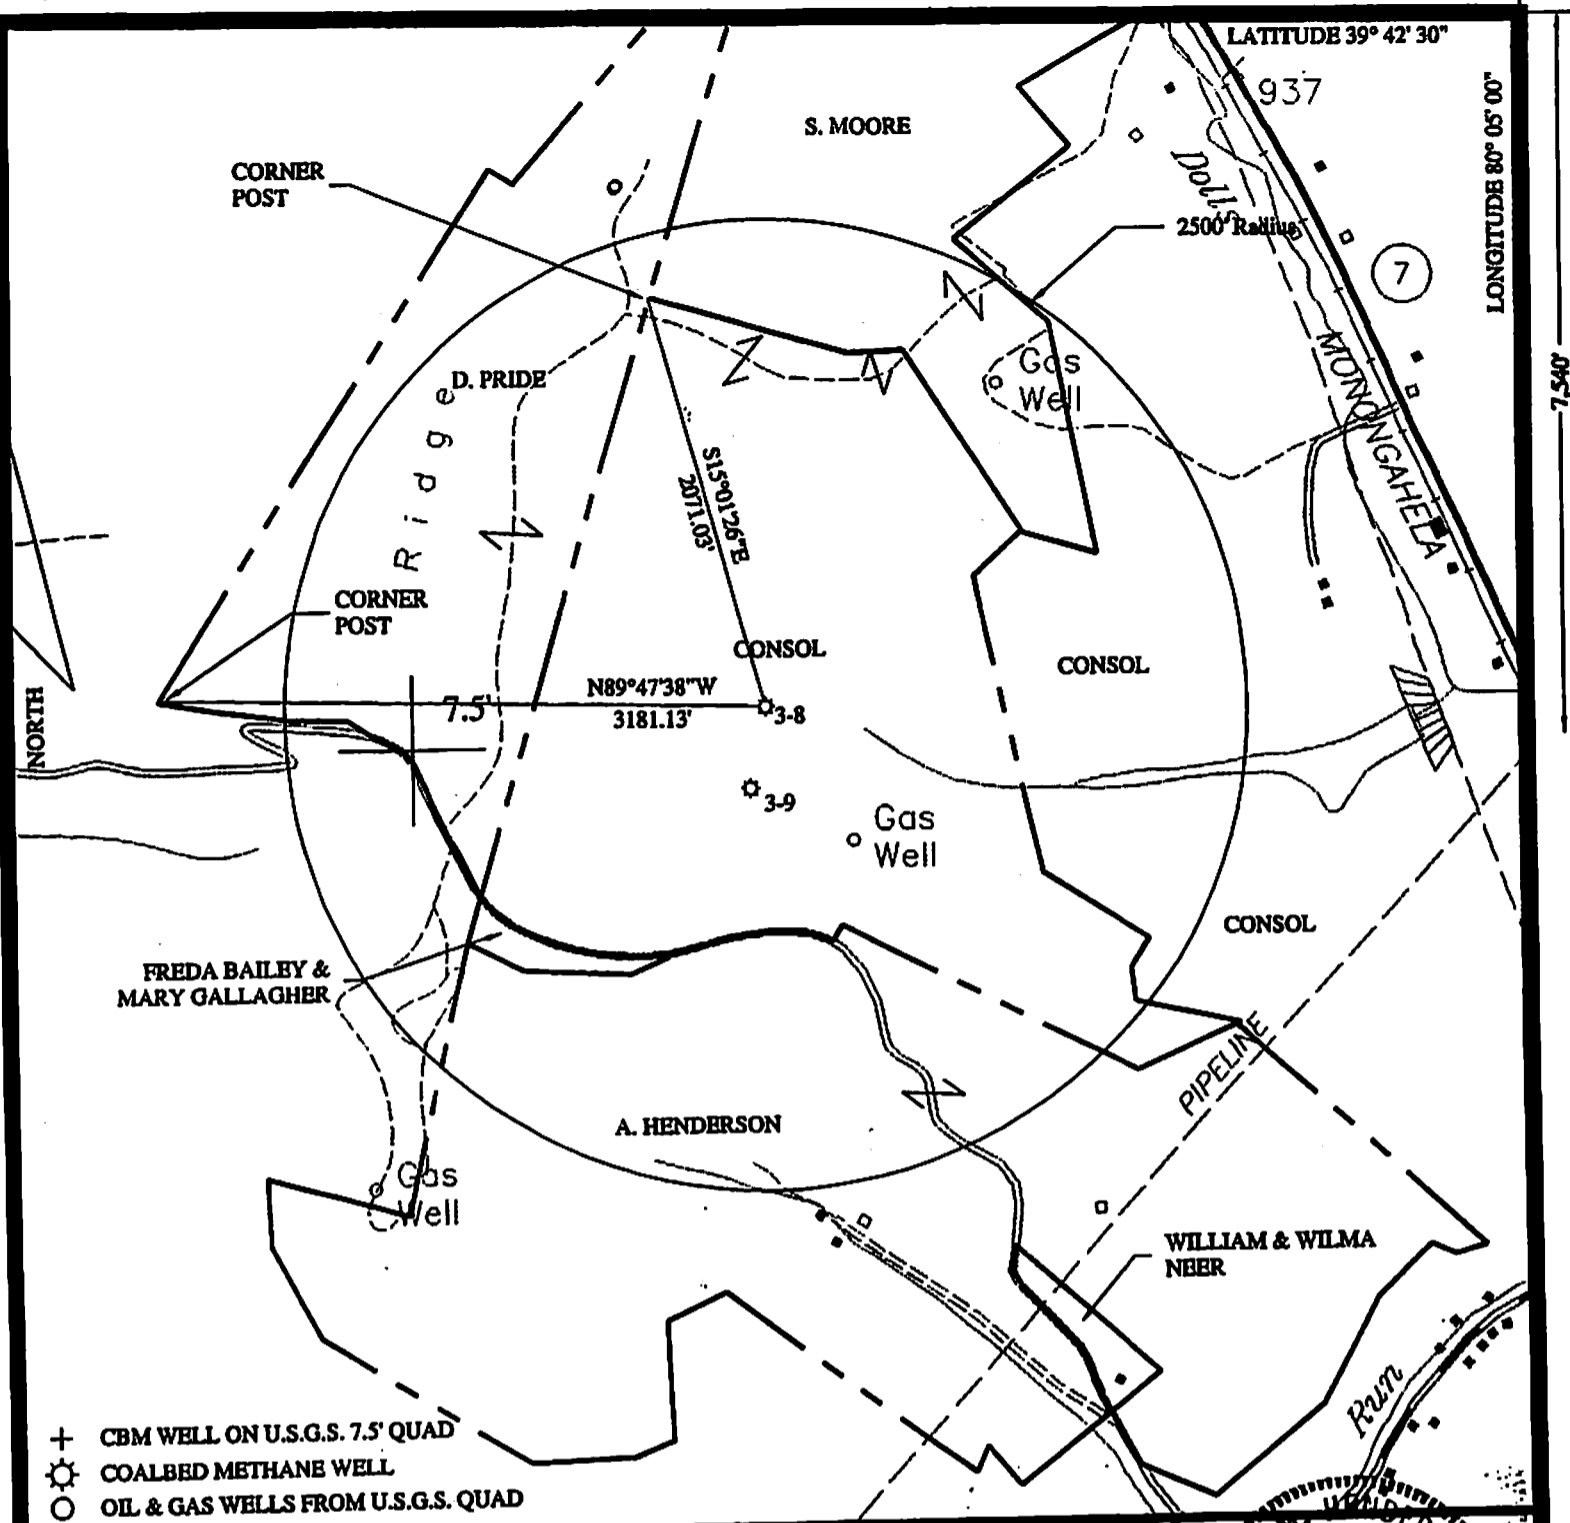 LATITUDE 39° 42' 30"
937
S. MOORE
LONGITUDE 80° 05' 00"
CORNER
POST
Dolls
2500' Radius
7
7,540'
MONONGAHELA
Gas
Well
D. PRIDE
Ridge
S15°01'26"E
2071.03'
CORNER
POST
CONSOL
CONSOL
NORTH
7.5'
N89°47'38"W
3181.13'
3-8
3-9
Gas
Well
CONSOL
FREDA BAILEY &
MARY GALLAGHER
PIPELINE
A. HENDERSON
Gas
Well
WILLIAM & WILMA
NEER
Run
CBM WELL ON U.S.G.S. 7.5' QUAD
COALBED METHANE WELL
OIL & GAS WELLS FROM U.S.G.S. QUAD